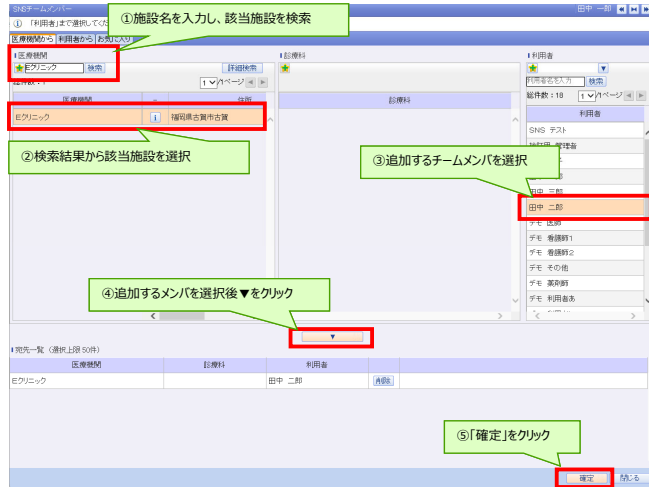 SNSチームメンバー
田中 一郎
①施設名を入力し、該当施設を検索
医療機関から 利用者から お気に入り
医療機関
診療科
利用者
Eクリニック 検索 詳細検索
利用者名を入力 検索
1 /1ページ
総件数：18 1 /1ページ
医療機関 住所
診療科
利用者
Eクリニック i 福岡県古賀市古賀
SNS テスト
②検索結果から該当施設を選択
③追加するチームメンバを選択
田中 三郎
田中 二郎
デモ 医師
デモ 看護師1
デモ 看護師2
デモ その他
デモ 薬剤師
デモ 利用者あ
④追加するメンバを選択後▼をクリック
▼
宛先一覧 (選択上限 50件)
医療機関 診療科 利用者
Eクリニック 田中 二郎 削除
⑤「確定」をクリック
確定 閉じる